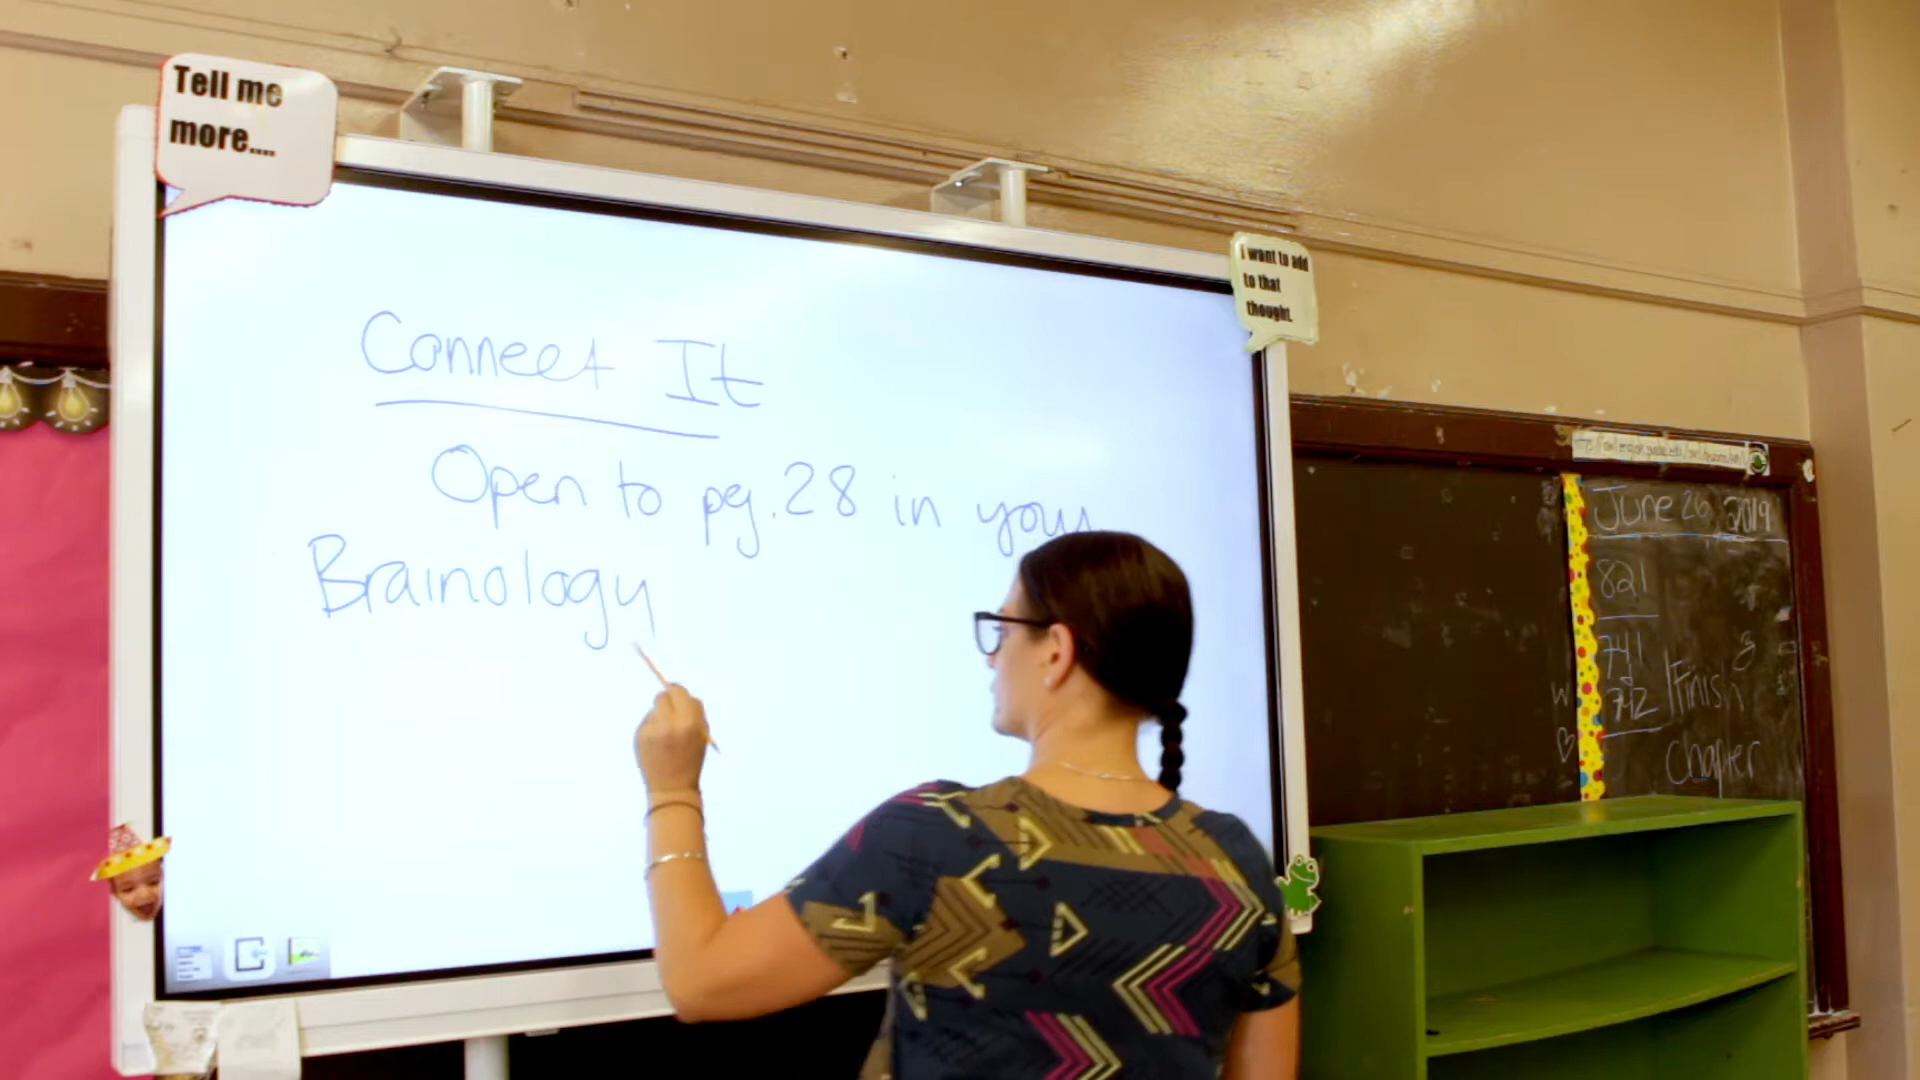 Tell me
more....
I want to add
to that
thought.
Connect It
Open to pg. 28 in your
Brainology
June 26, 2019
821
741
742
Finish
chapter